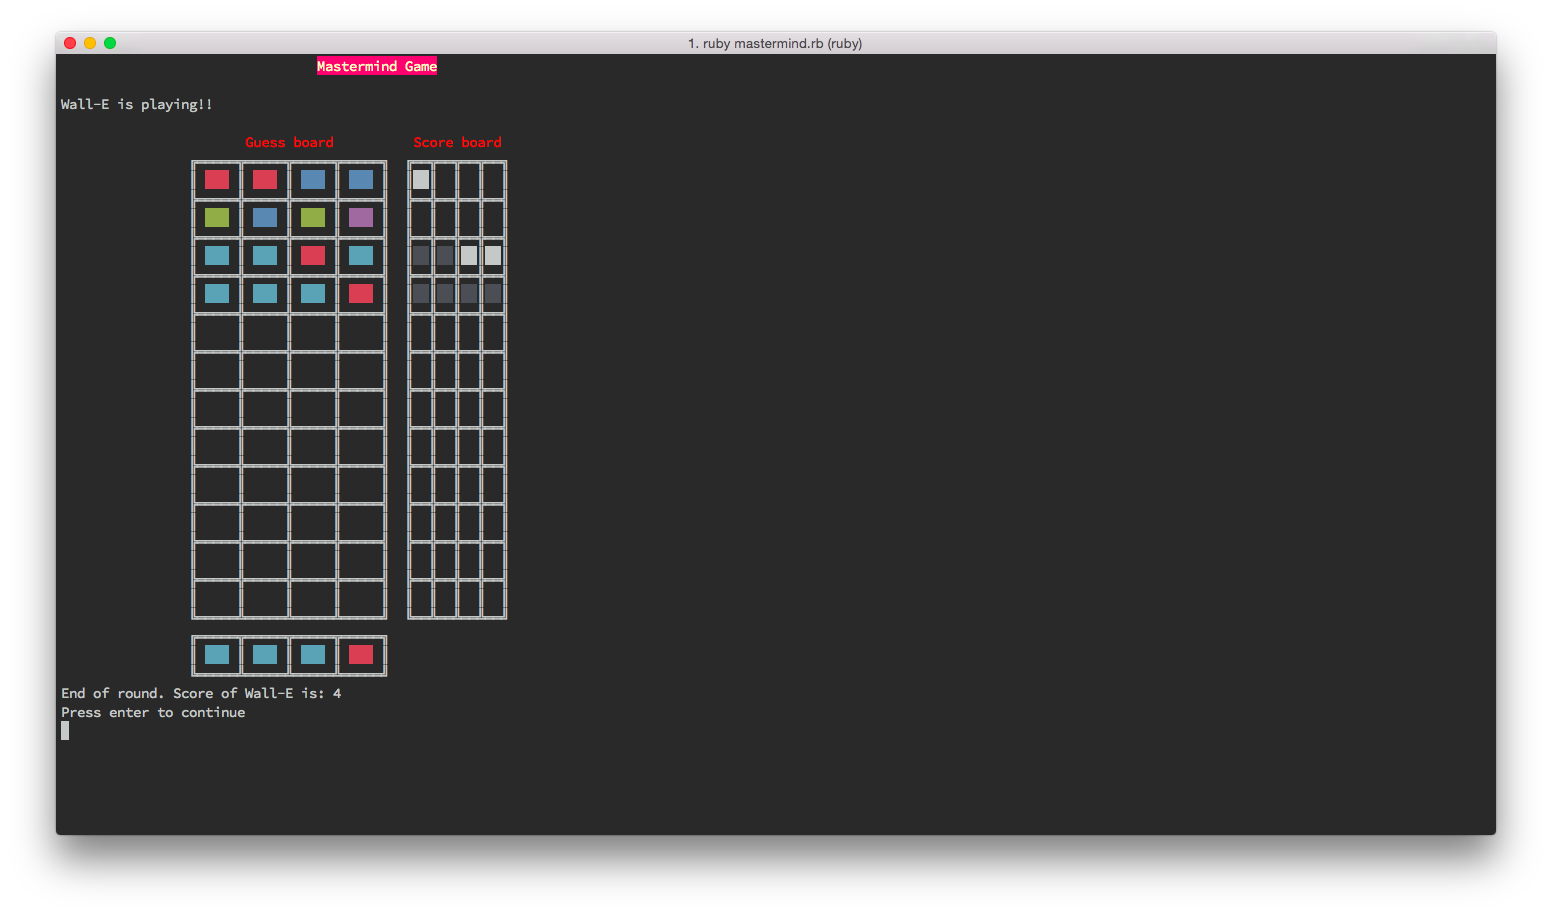 1. ruby mastermind.rb (ruby)
Mastermind Game
Wall-E is playing!!
Guess board Score board
End of round. Score of Wall-E is: 4
Press enter to continue